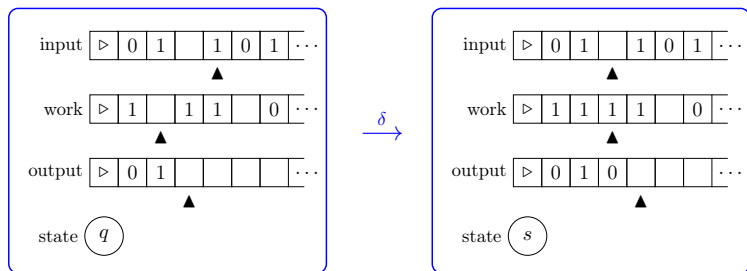 input ▷ 0 1 1 0 1 ···
work ▷ 1 1 1 0 ···
output ▷ 0 1 ···
state q
δ
input ▷ 0 1 1 0 1 ···
work ▷ 1 1 1 1 0 ···
output ▷ 0 1 0 ···
state s